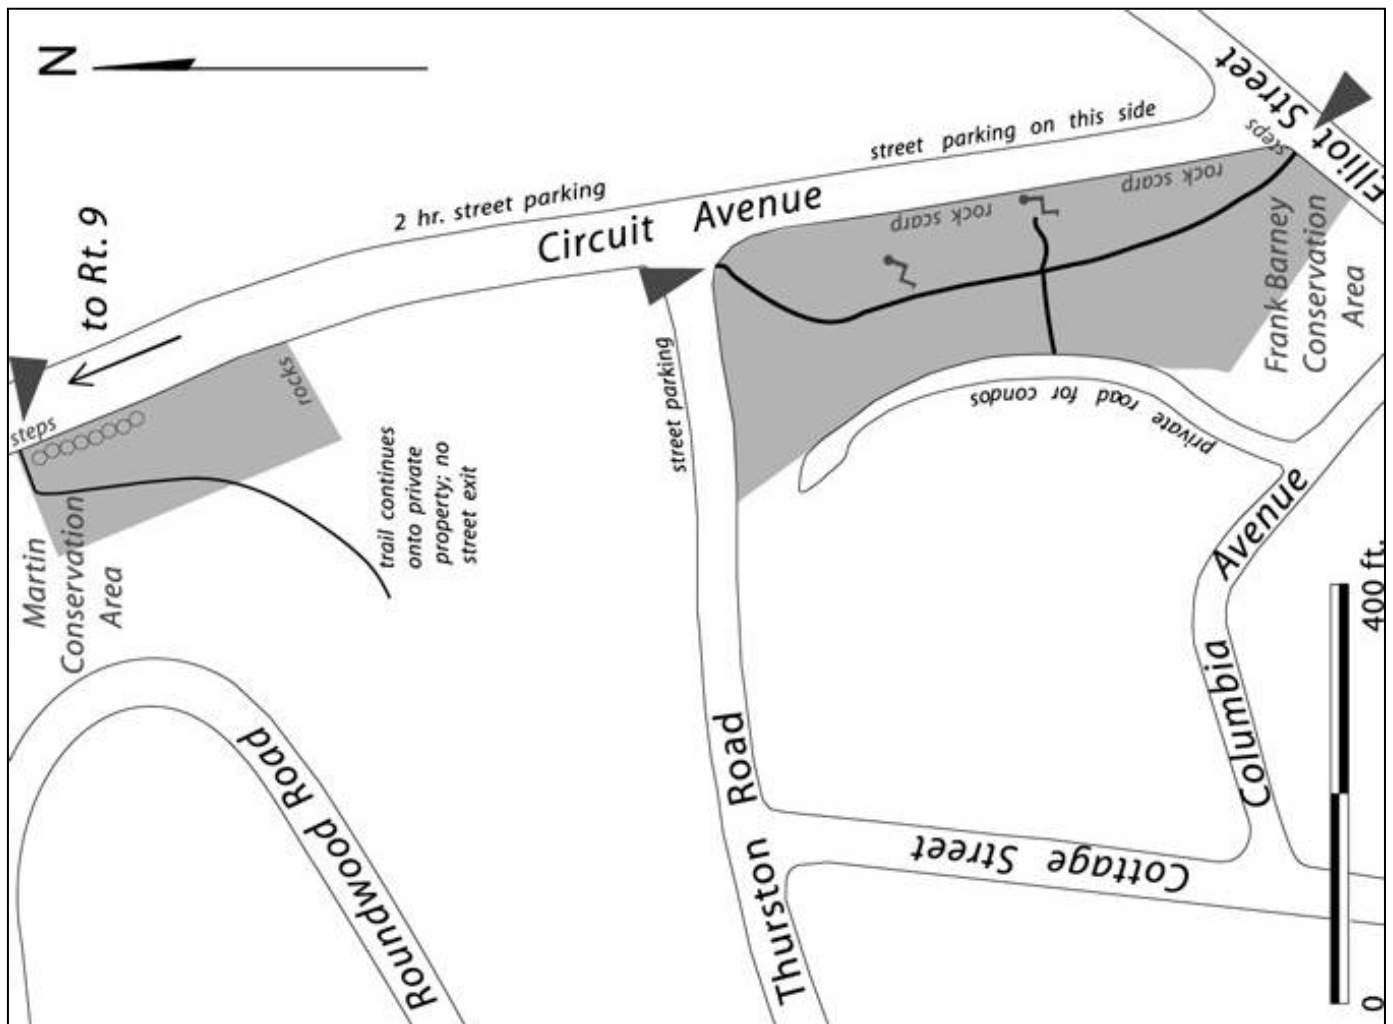 N
to Rt. 9
2 hr. street parking
street parking on this side
Circuit Avenue
Elliot Street
steps
rock scarp
rock scarp
Frank Barney
Conservation
Area
steps
rocks
Martin
Conservation
Area
trail continues
onto private
property; no
street exit
street parking
private road for condos
Columbia Avenue
Thurston Road
Cottage Street
Roundwood Road
0
400 ft.